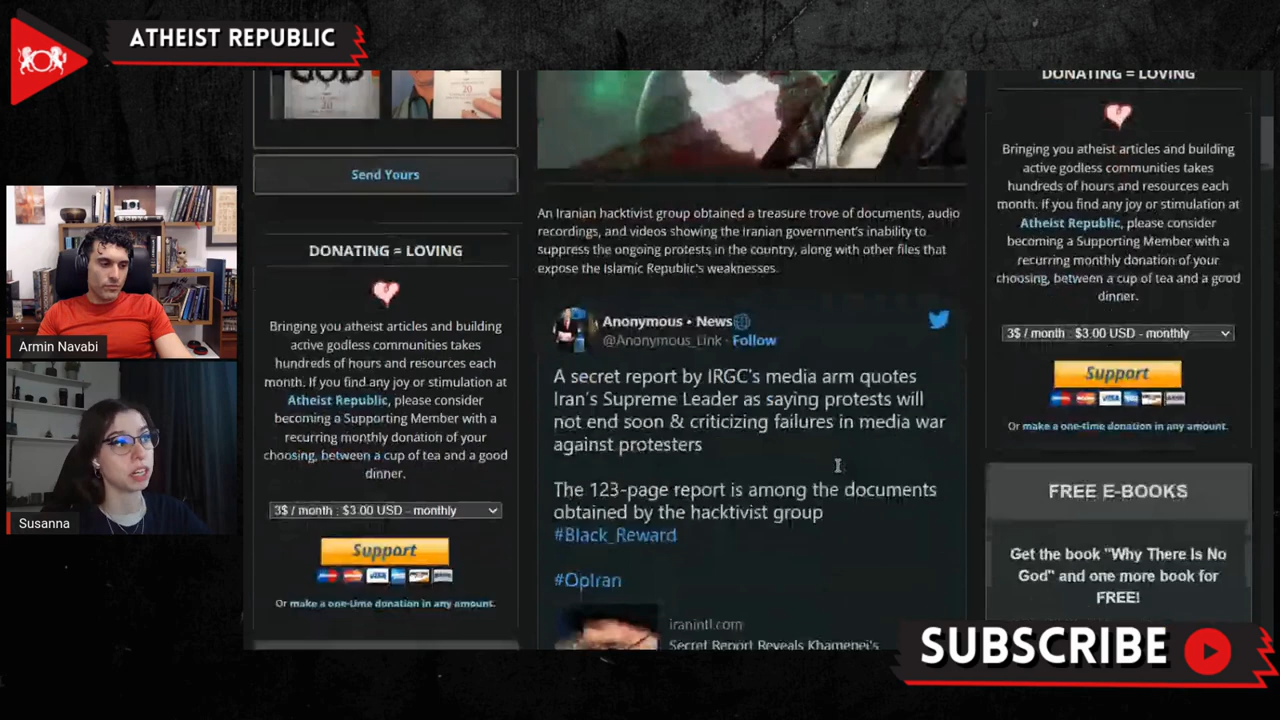 ATHEIST REPUBLIC
Armin Navabi
Susanna
GOD
20
20
Send Yours
DONATING = LOVING
Bringing you atheist articles and building
active godless communities takes
hundreds of hours and resources each
month. If you find any joy or stimulation at
Atheist Republic, please consider
becoming a Supporting Member with a
recurring monthly donation of your
choosing, between a cup of tea and a good
dinner.
3$ / month : $3.00 USD - monthly
Support
Or make a one-time donation in any amount.
An Iranian hacktivist group obtained a treasure trove of documents, audio
recordings, and videos showing the Iranian government's inability to
suppress the ongoing protests in the country, along with other files that
expose the Islamic Republic's weaknesses.
Anonymous • News
@Anonymous_Link · Follow
A secret report by IRGC's media arm quotes
Iran's Supreme Leader as saying protests will
not end soon & criticizing failures in media war
against protesters
The 123-page report is among the documents
obtained by the hacktivist group
#Black_Reward
#OpIran
iranintl.com
Secret Report Reveals Khamenei's
DONATING = LOVING
Bringing you atheist articles and building
active godless communities takes
hundreds of hours and resources each
month. If you find any joy or stimulation at
Atheist Republic, please consider
becoming a Supporting Member with a
recurring monthly donation of your
choosing, between a cup of tea and a good
dinner.
3$ / month : $3.00 USD - monthly
Support
Or make a one-time donation in any amount.
FREE E-BOOKS
Get the book "Why There Is No
God" and one more book for
FREE!
SUBSCRIBE